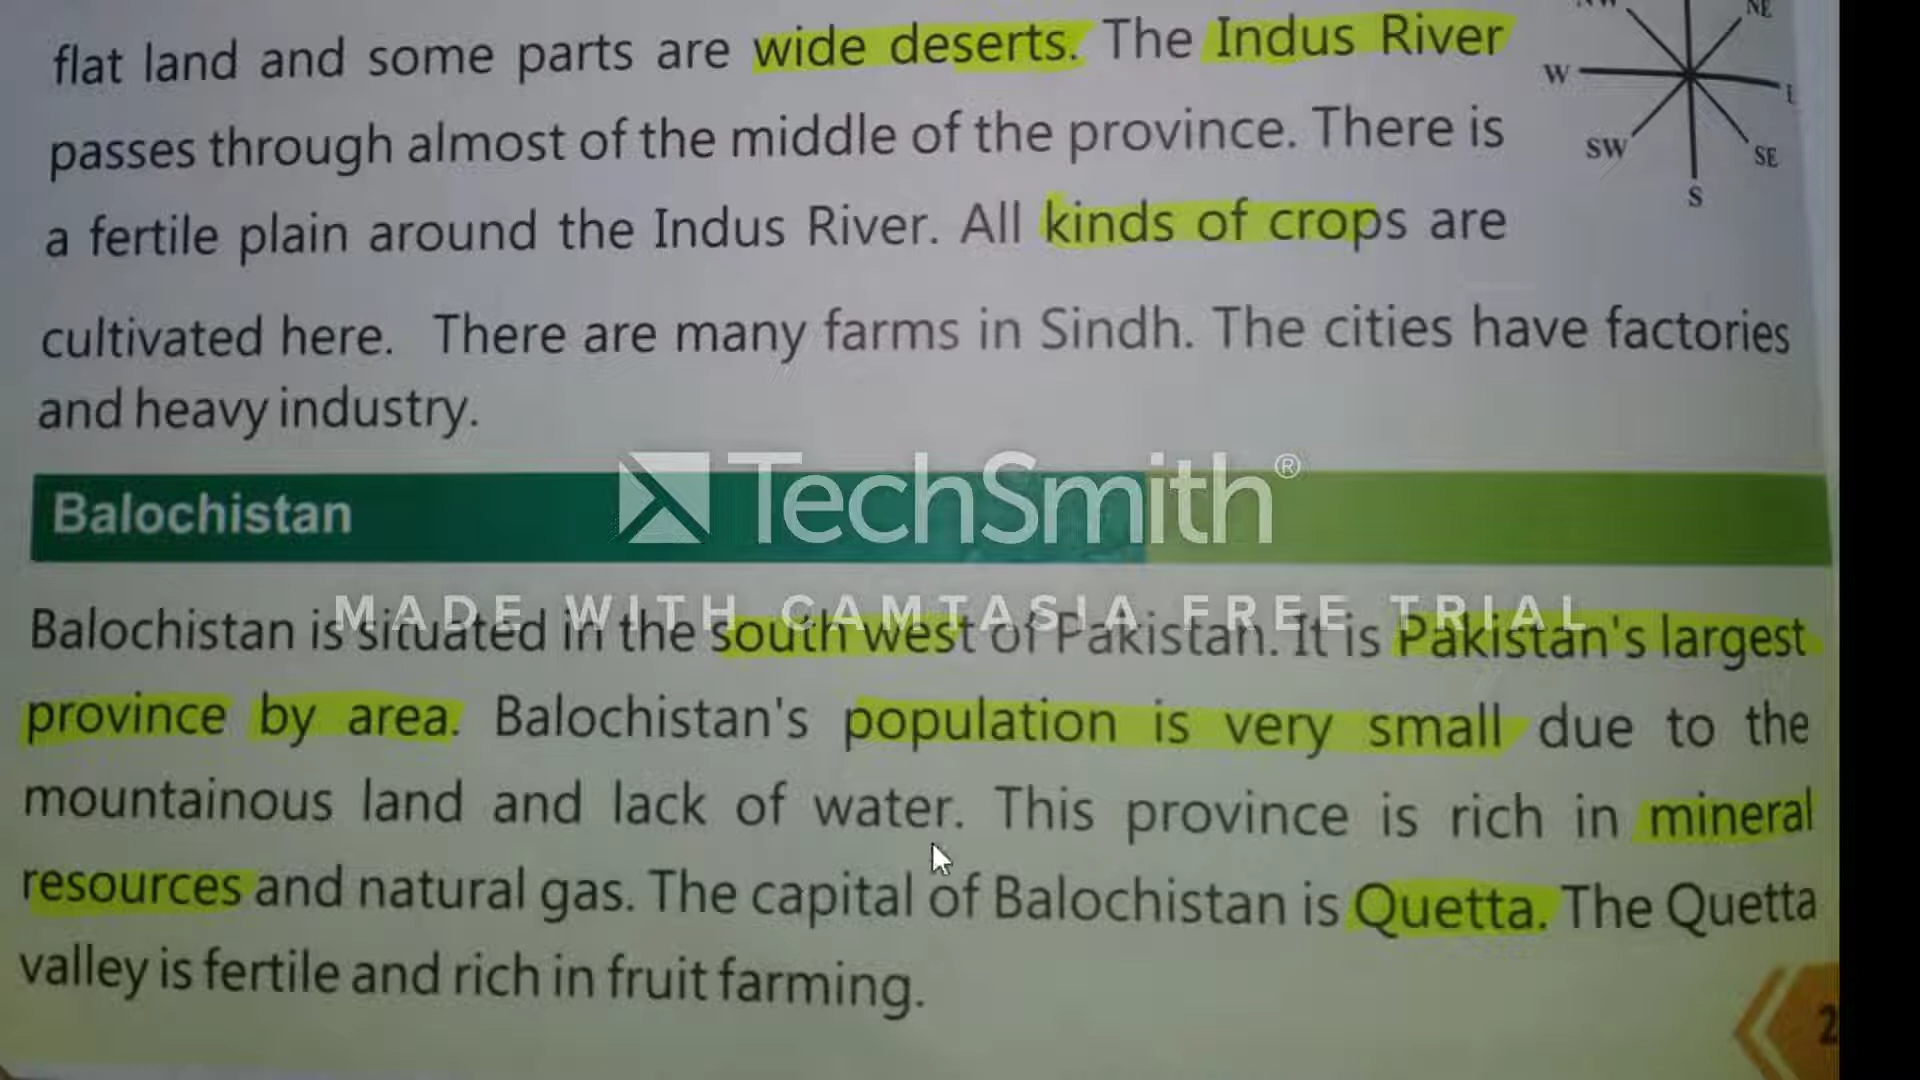 flat land and some parts are wide deserts. The Indus River
passes through almost of the middle of the province. There is
a fertile plain around the Indus River. All kinds of crops are
cultivated here. There are many farms in Sindh. The cities have factories
and heavy industry.
NE
W
SW
SE
S
Balochistan
TechSmith®
MADE WITH CAMTASIA FREE TRIAL
Balochistan is situated in the south west of Pakistan. It is Pakistan's largest
province by area. Balochistan's population is very small due to the
mountainous land and lack of water. This province is rich in mineral
resources and natural gas. The capital of Balochistan is Quetta. The Quetta
valley is fertile and rich in fruit farming.
2